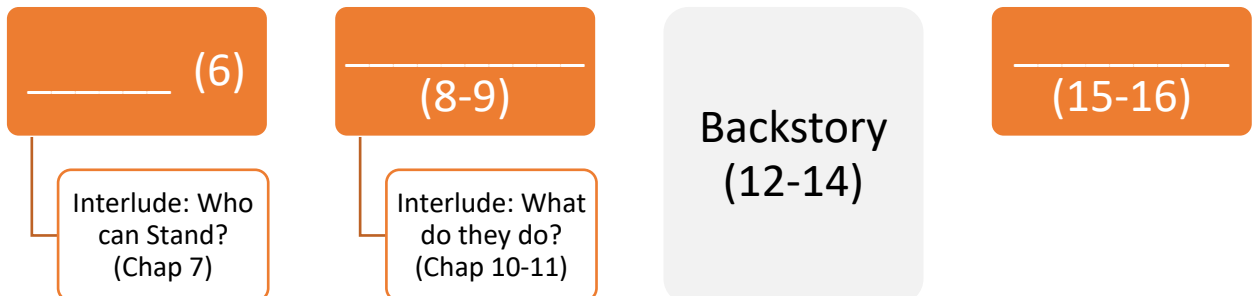 ______ (6)
Interlude: Who
can Stand?
(Chap 7)
___________
(8-9)
Interlude: What
do they do?
(Chap 10-11)
Backstory
(12-14)
_________
(15-16)